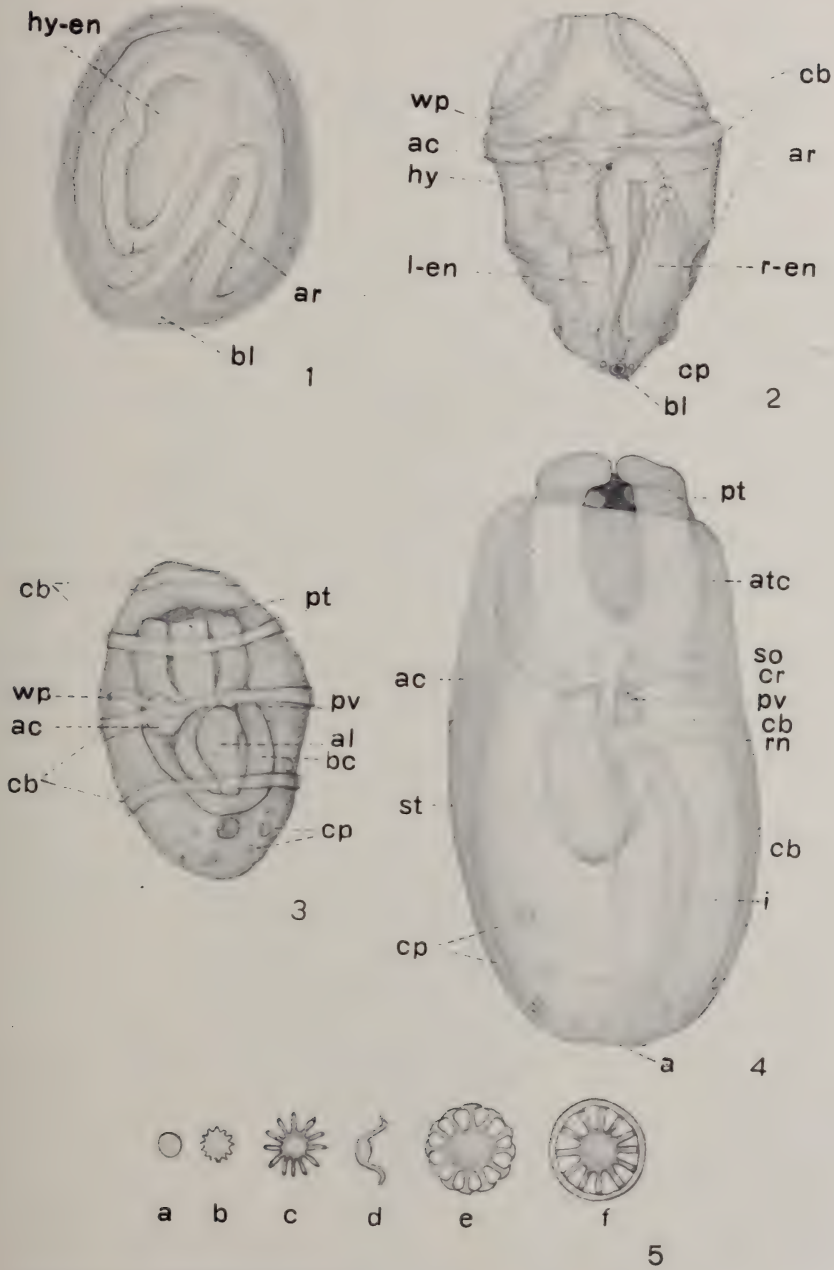 hy-en
ar
bl
1
wp
ac
hy
l-en
cb
ar
r-en
cp
bl
2
cb
wp
ac
cb
pt
pv
al
bc
cp
3
ac
st
cp
pt
atc
so
cr
pv
cb
rn
cb
i
a
4
a b c d e f
5